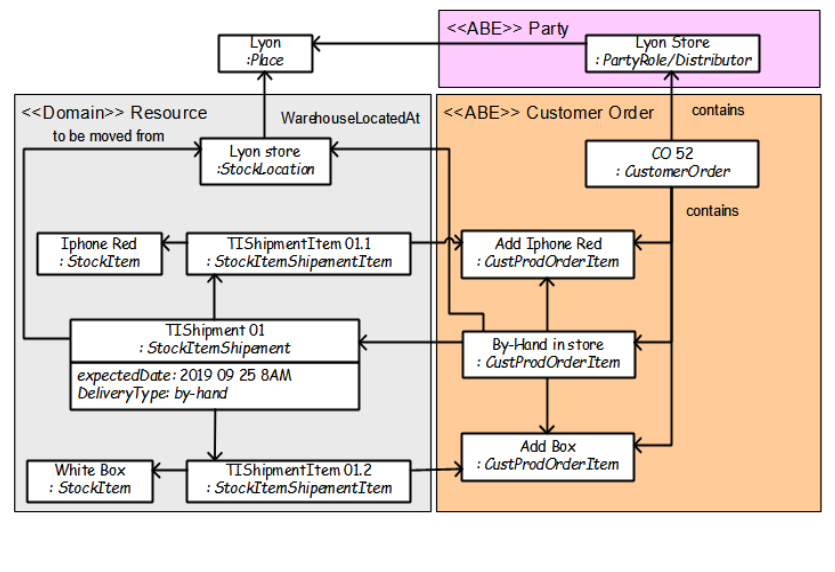 <<ABE>> Party
Lyon
:Place
Lyon Store
: PartyRole/Distributor
<<Domain>> Resource
to be moved from
WarehouseLocatedAt
<<ABE>> Customer Order
contains
Lyon store
:StockLocation
CO 52
: CustomerOrder
contains
Iphone Red
: StockItem
TIShipmentItem 01.1
: StockItemShipementItem
Add Iphone Red
: CustProdOrderItem
TIShipment 01
: StockItemShipement
expectedDate: 2019 09 25 8AM
DeliveryType: by-hand
By-Hand in store
: CustProdOrderItem
White Box
: StockItem
TIShipmentItem 01.2
: StockItemShipementItem
Add Box
: CustProdOrderItem